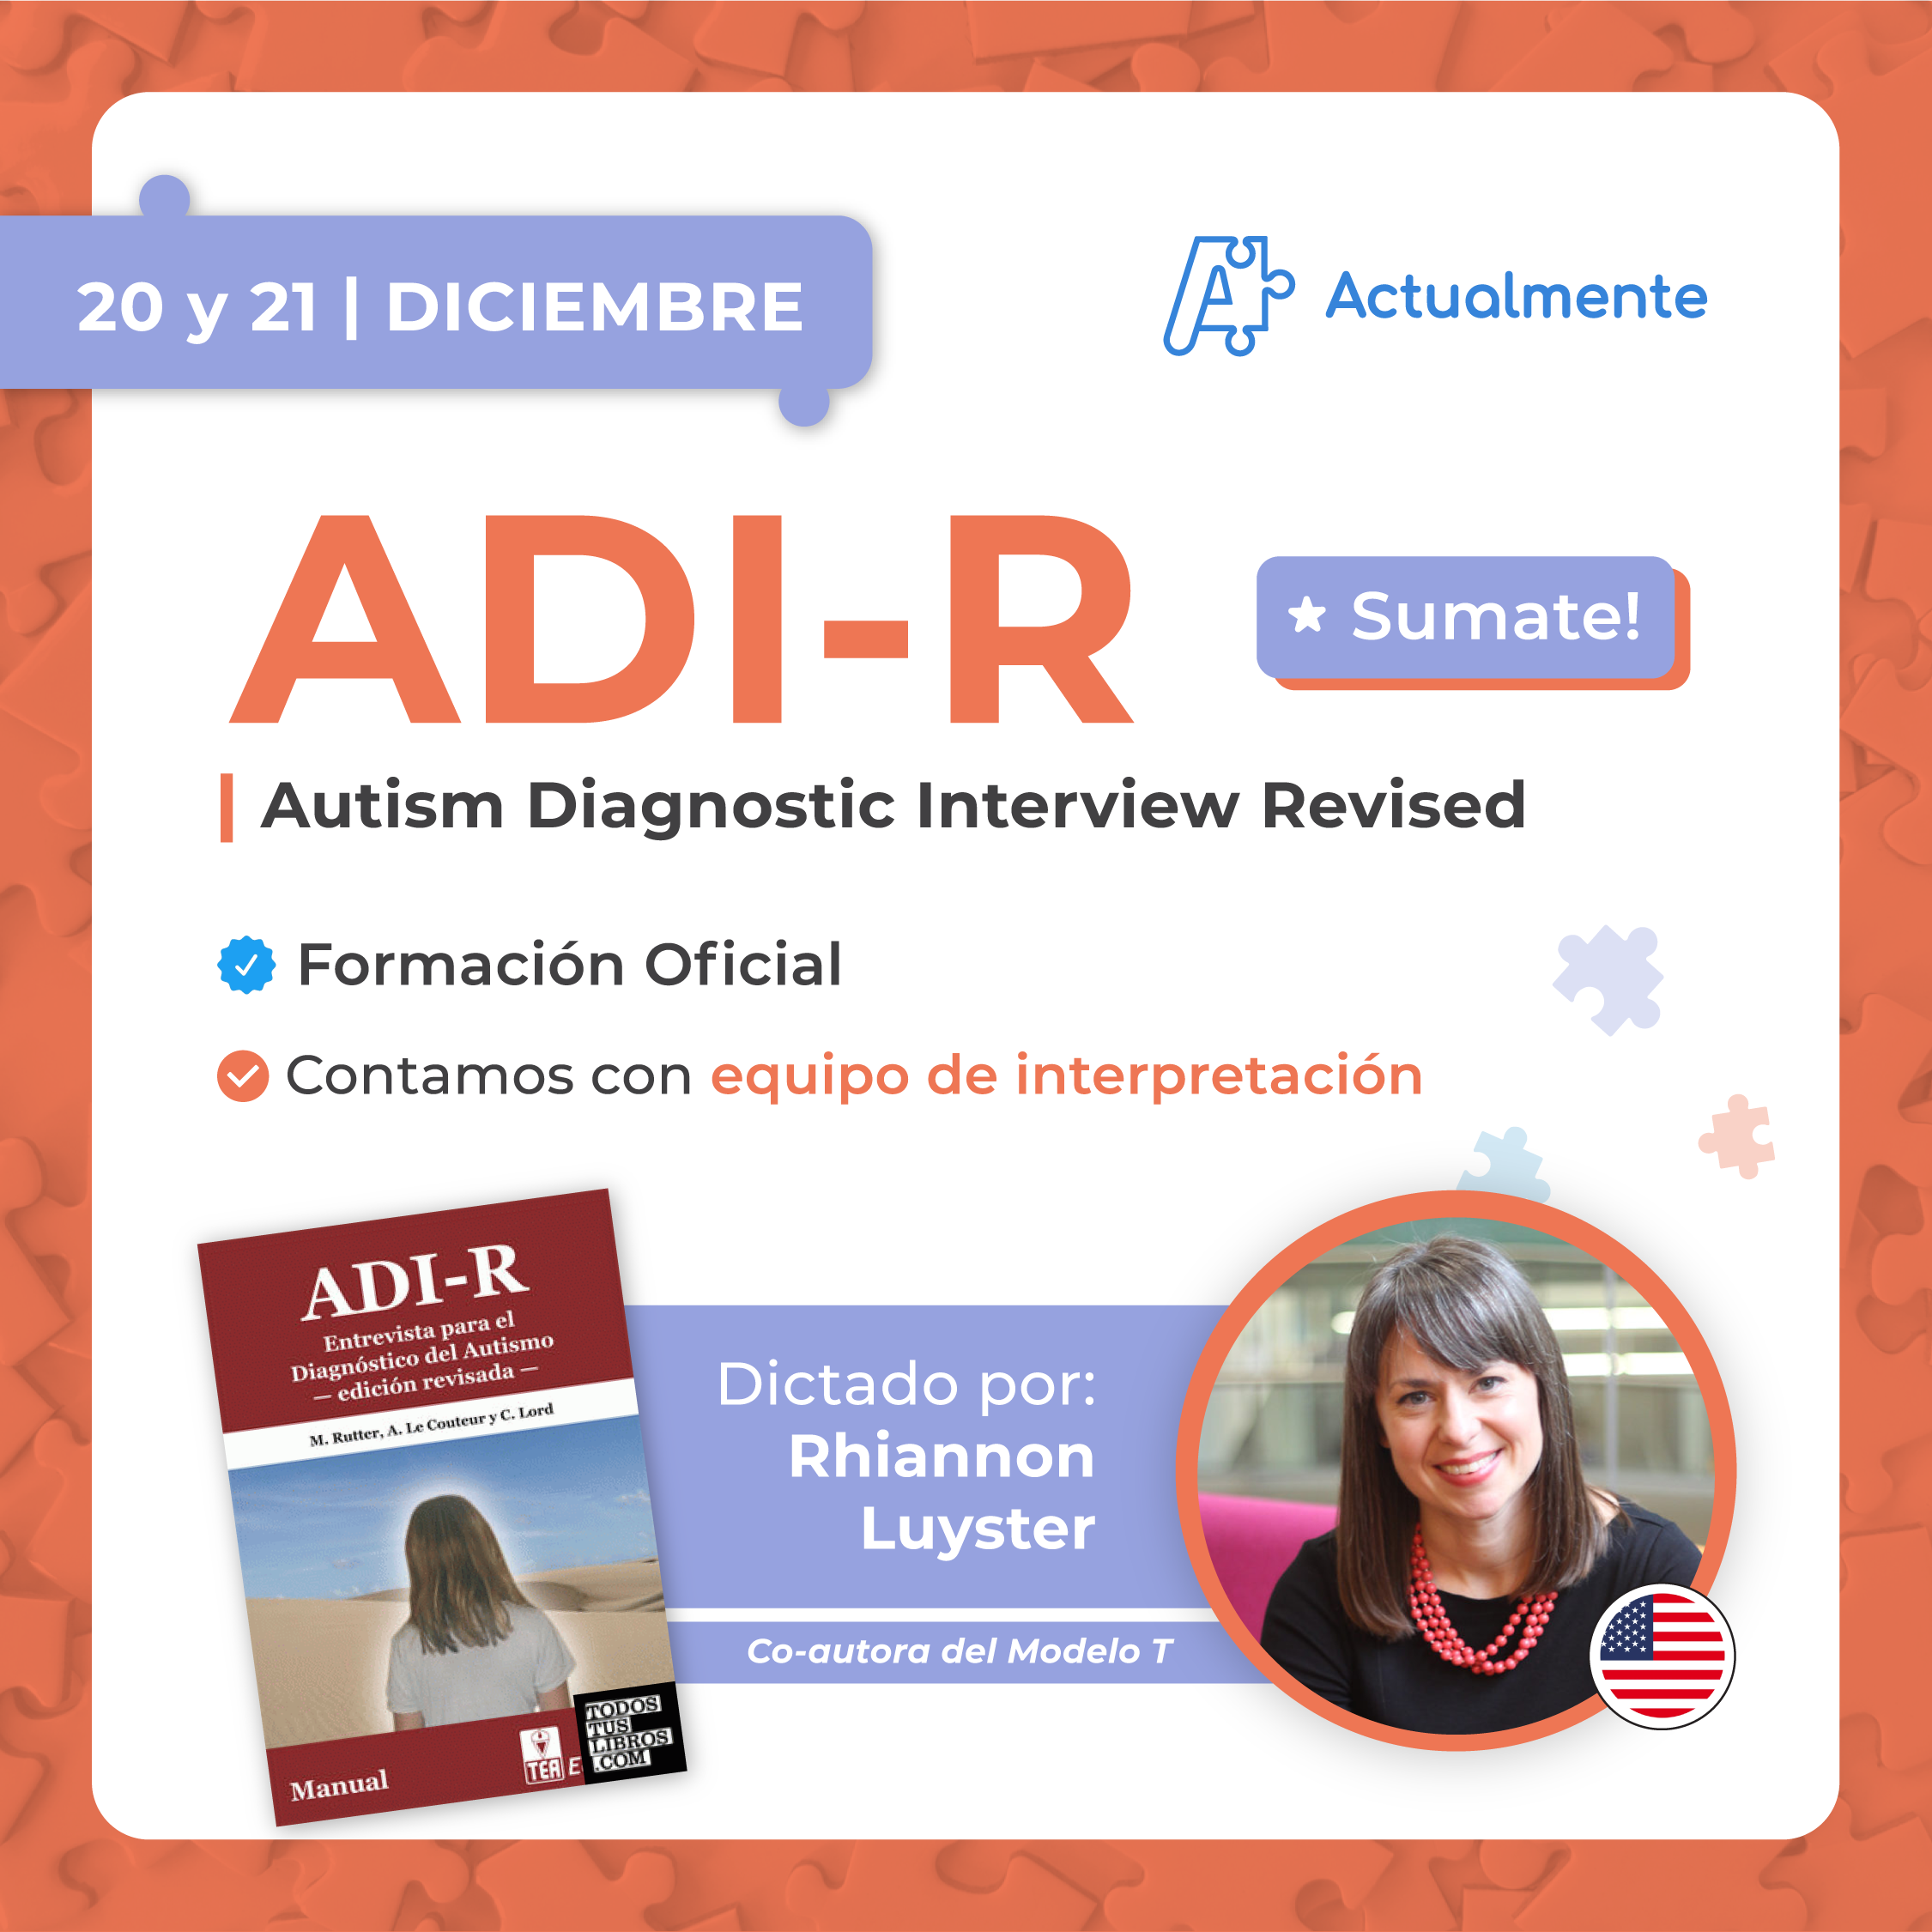 20 y 21 | DICIEMBRE
Actualmente
ADI-R
Sumate!
Autism Diagnostic Interview Revised
Formación Oficial
Contamos con equipo de interpretación
ADI-R
Entrevista para el
Diagnóstico del Autismo
— edición revisada —
M. Rutter, A. Le Couteur y C. Lord
Manual
TEA E
TODOS
TUS
LIBROS
.COM
Dictado por:
Rhiannon
Luyster
Co-autora del Modelo T